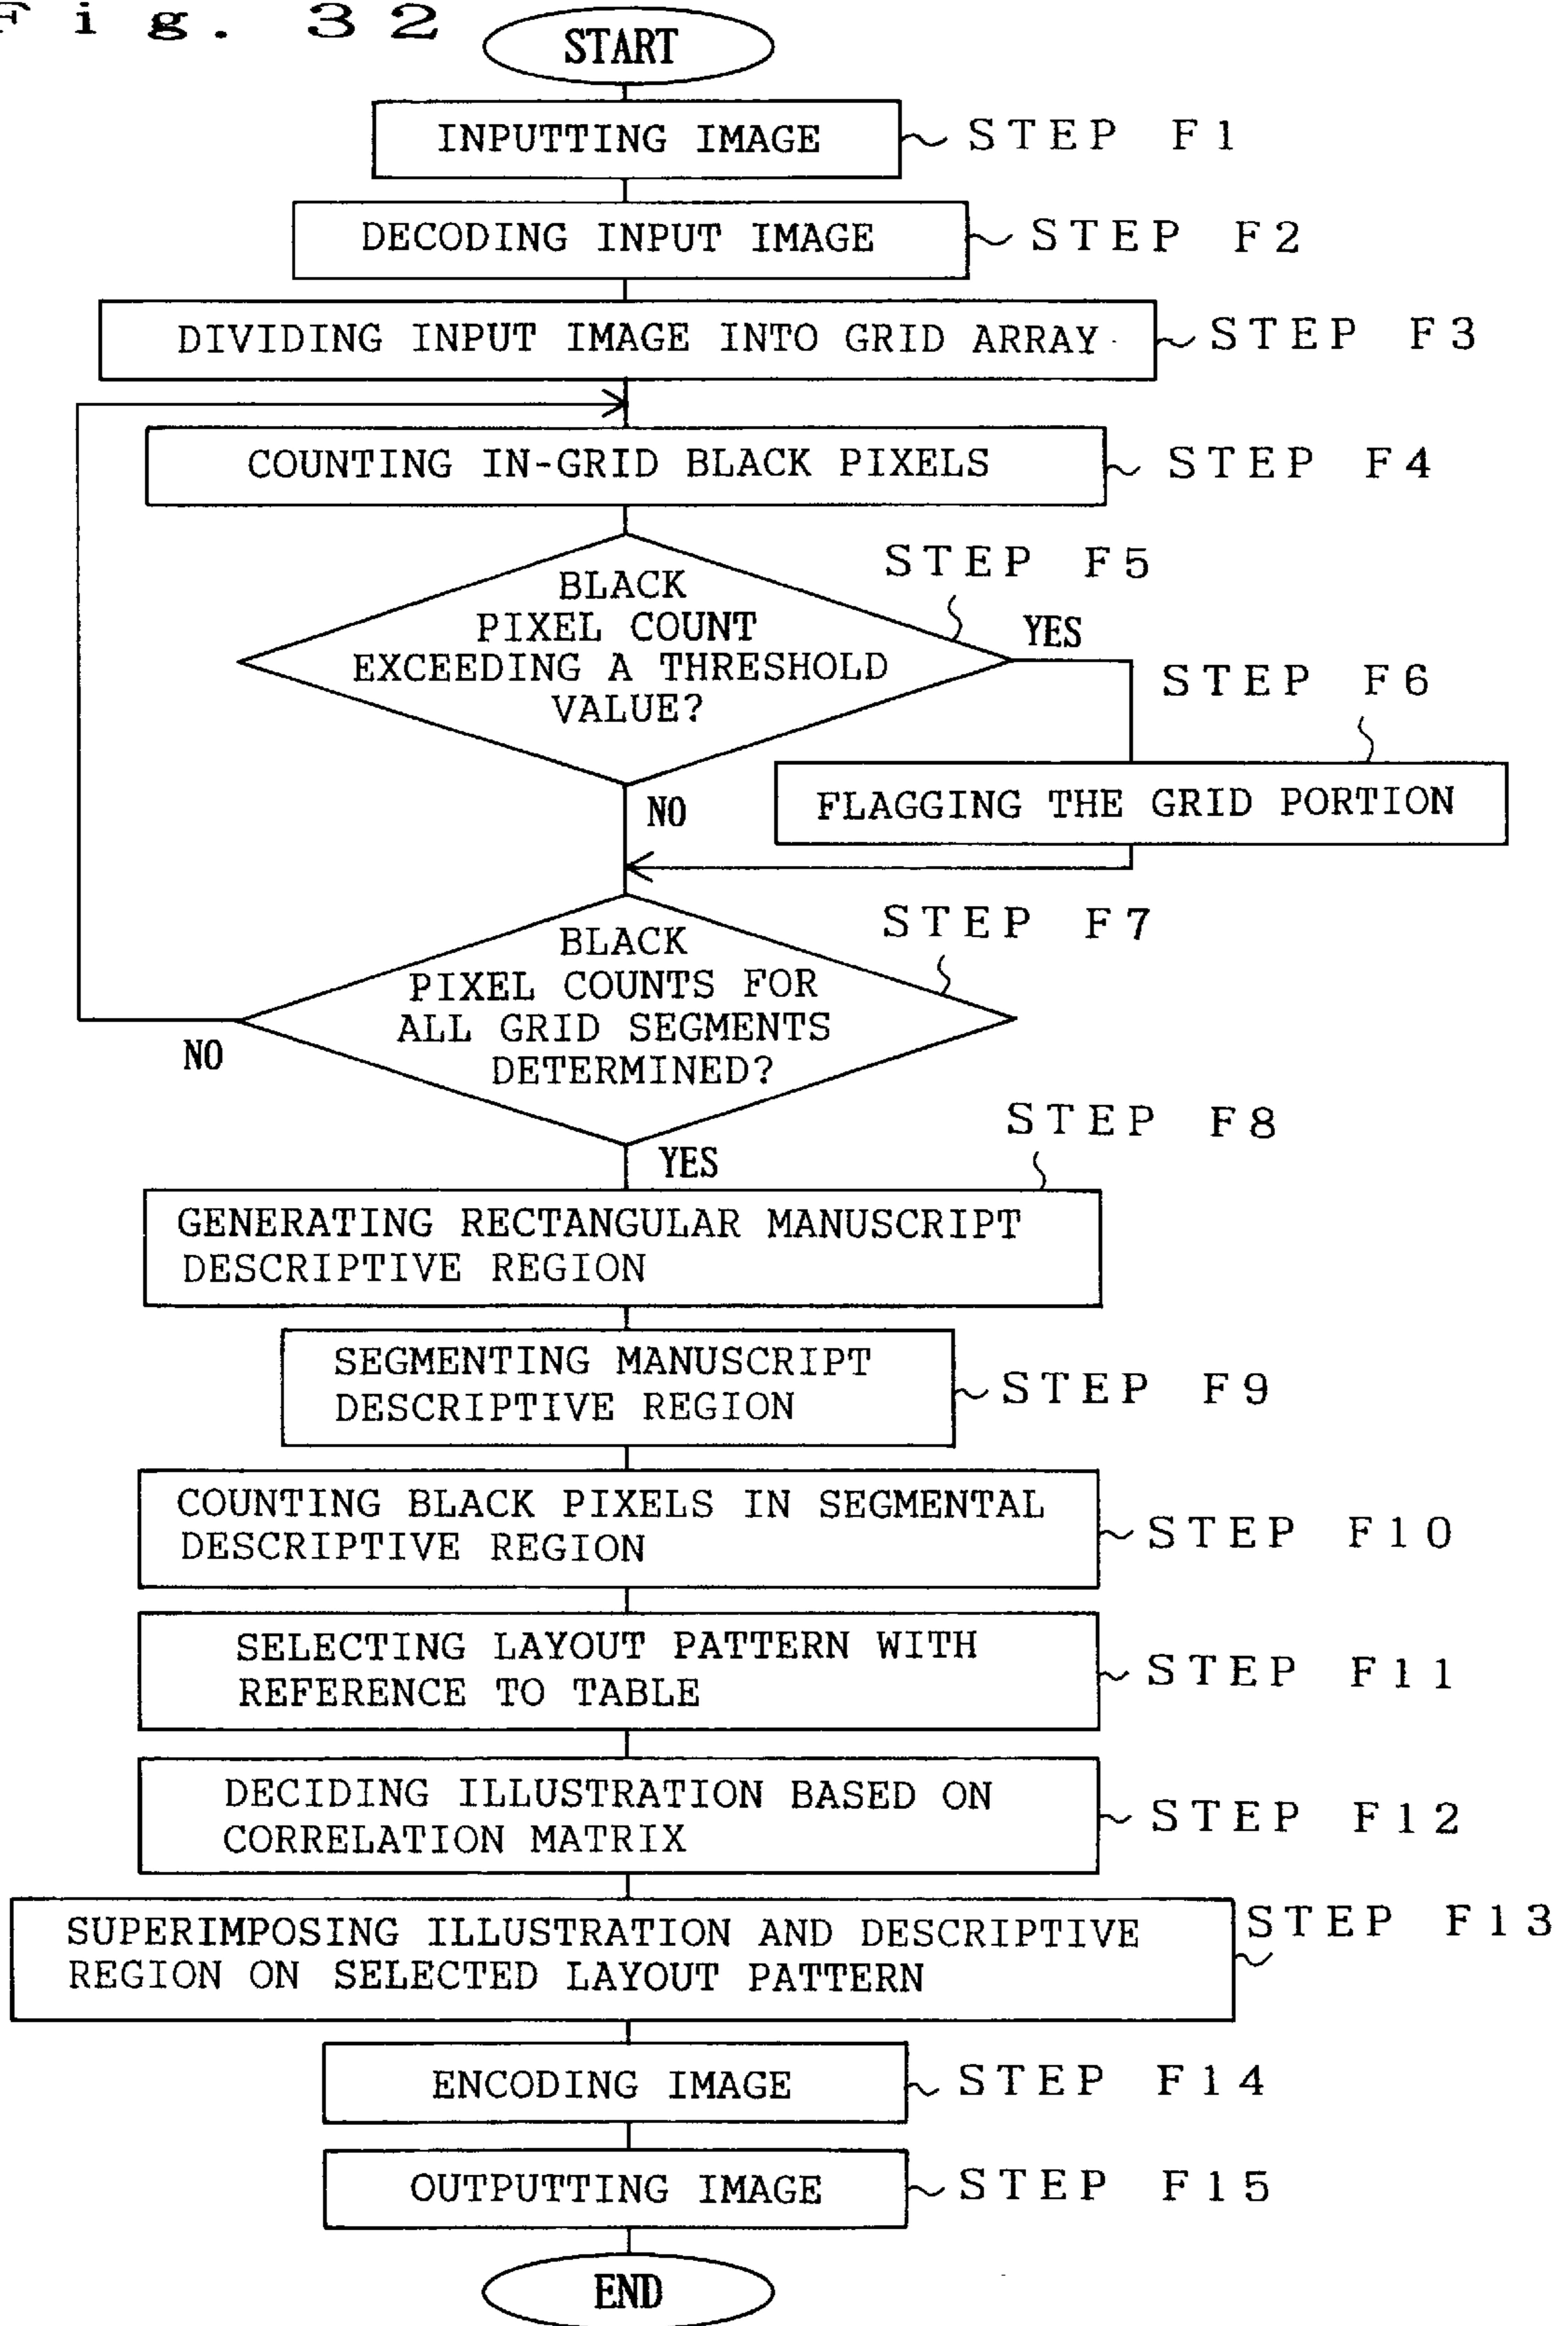 Fig. 32
START
INPUTTING IMAGE
STEP F1
DECODING INPUT IMAGE
STEP F2
DIVIDING INPUT IMAGE INTO GRID ARRAY
STEP F3
COUNTING IN-GRID BLACK PIXELS
STEP F4
STEP F5
BLACK
PIXEL COUNT
EXCEEDING A THRESHOLD
VALUE?
YES
STEP F6
FLAGGING THE GRID PORTION
NO
STEP F7
BLACK
PIXEL COUNTS FOR
ALL GRID SEGMENTS
DETERMINED?
NO
YES
STEP F8
GENERATING RECTANGULAR MANUSCRIPT
DESCRIPTIVE REGION
SEGMENTING MANUSCRIPT
DESCRIPTIVE REGION
STEP F9
COUNTING BLACK PIXELS IN SEGMENTAL
DESCRIPTIVE REGION
STEP F10
SELECTING LAYOUT PATTERN WITH
REFERENCE TO TABLE
STEP F11
DECIDING ILLUSTRATION BASED ON
CORRELATION MATRIX
STEP F12
SUPERIMPOSING ILLUSTRATION AND DESCRIPTIVE
REGION ON SELECTED LAYOUT PATTERN
STEP F13
ENCODING IMAGE
STEP F14
OUTPUTTING IMAGE
STEP F15
END